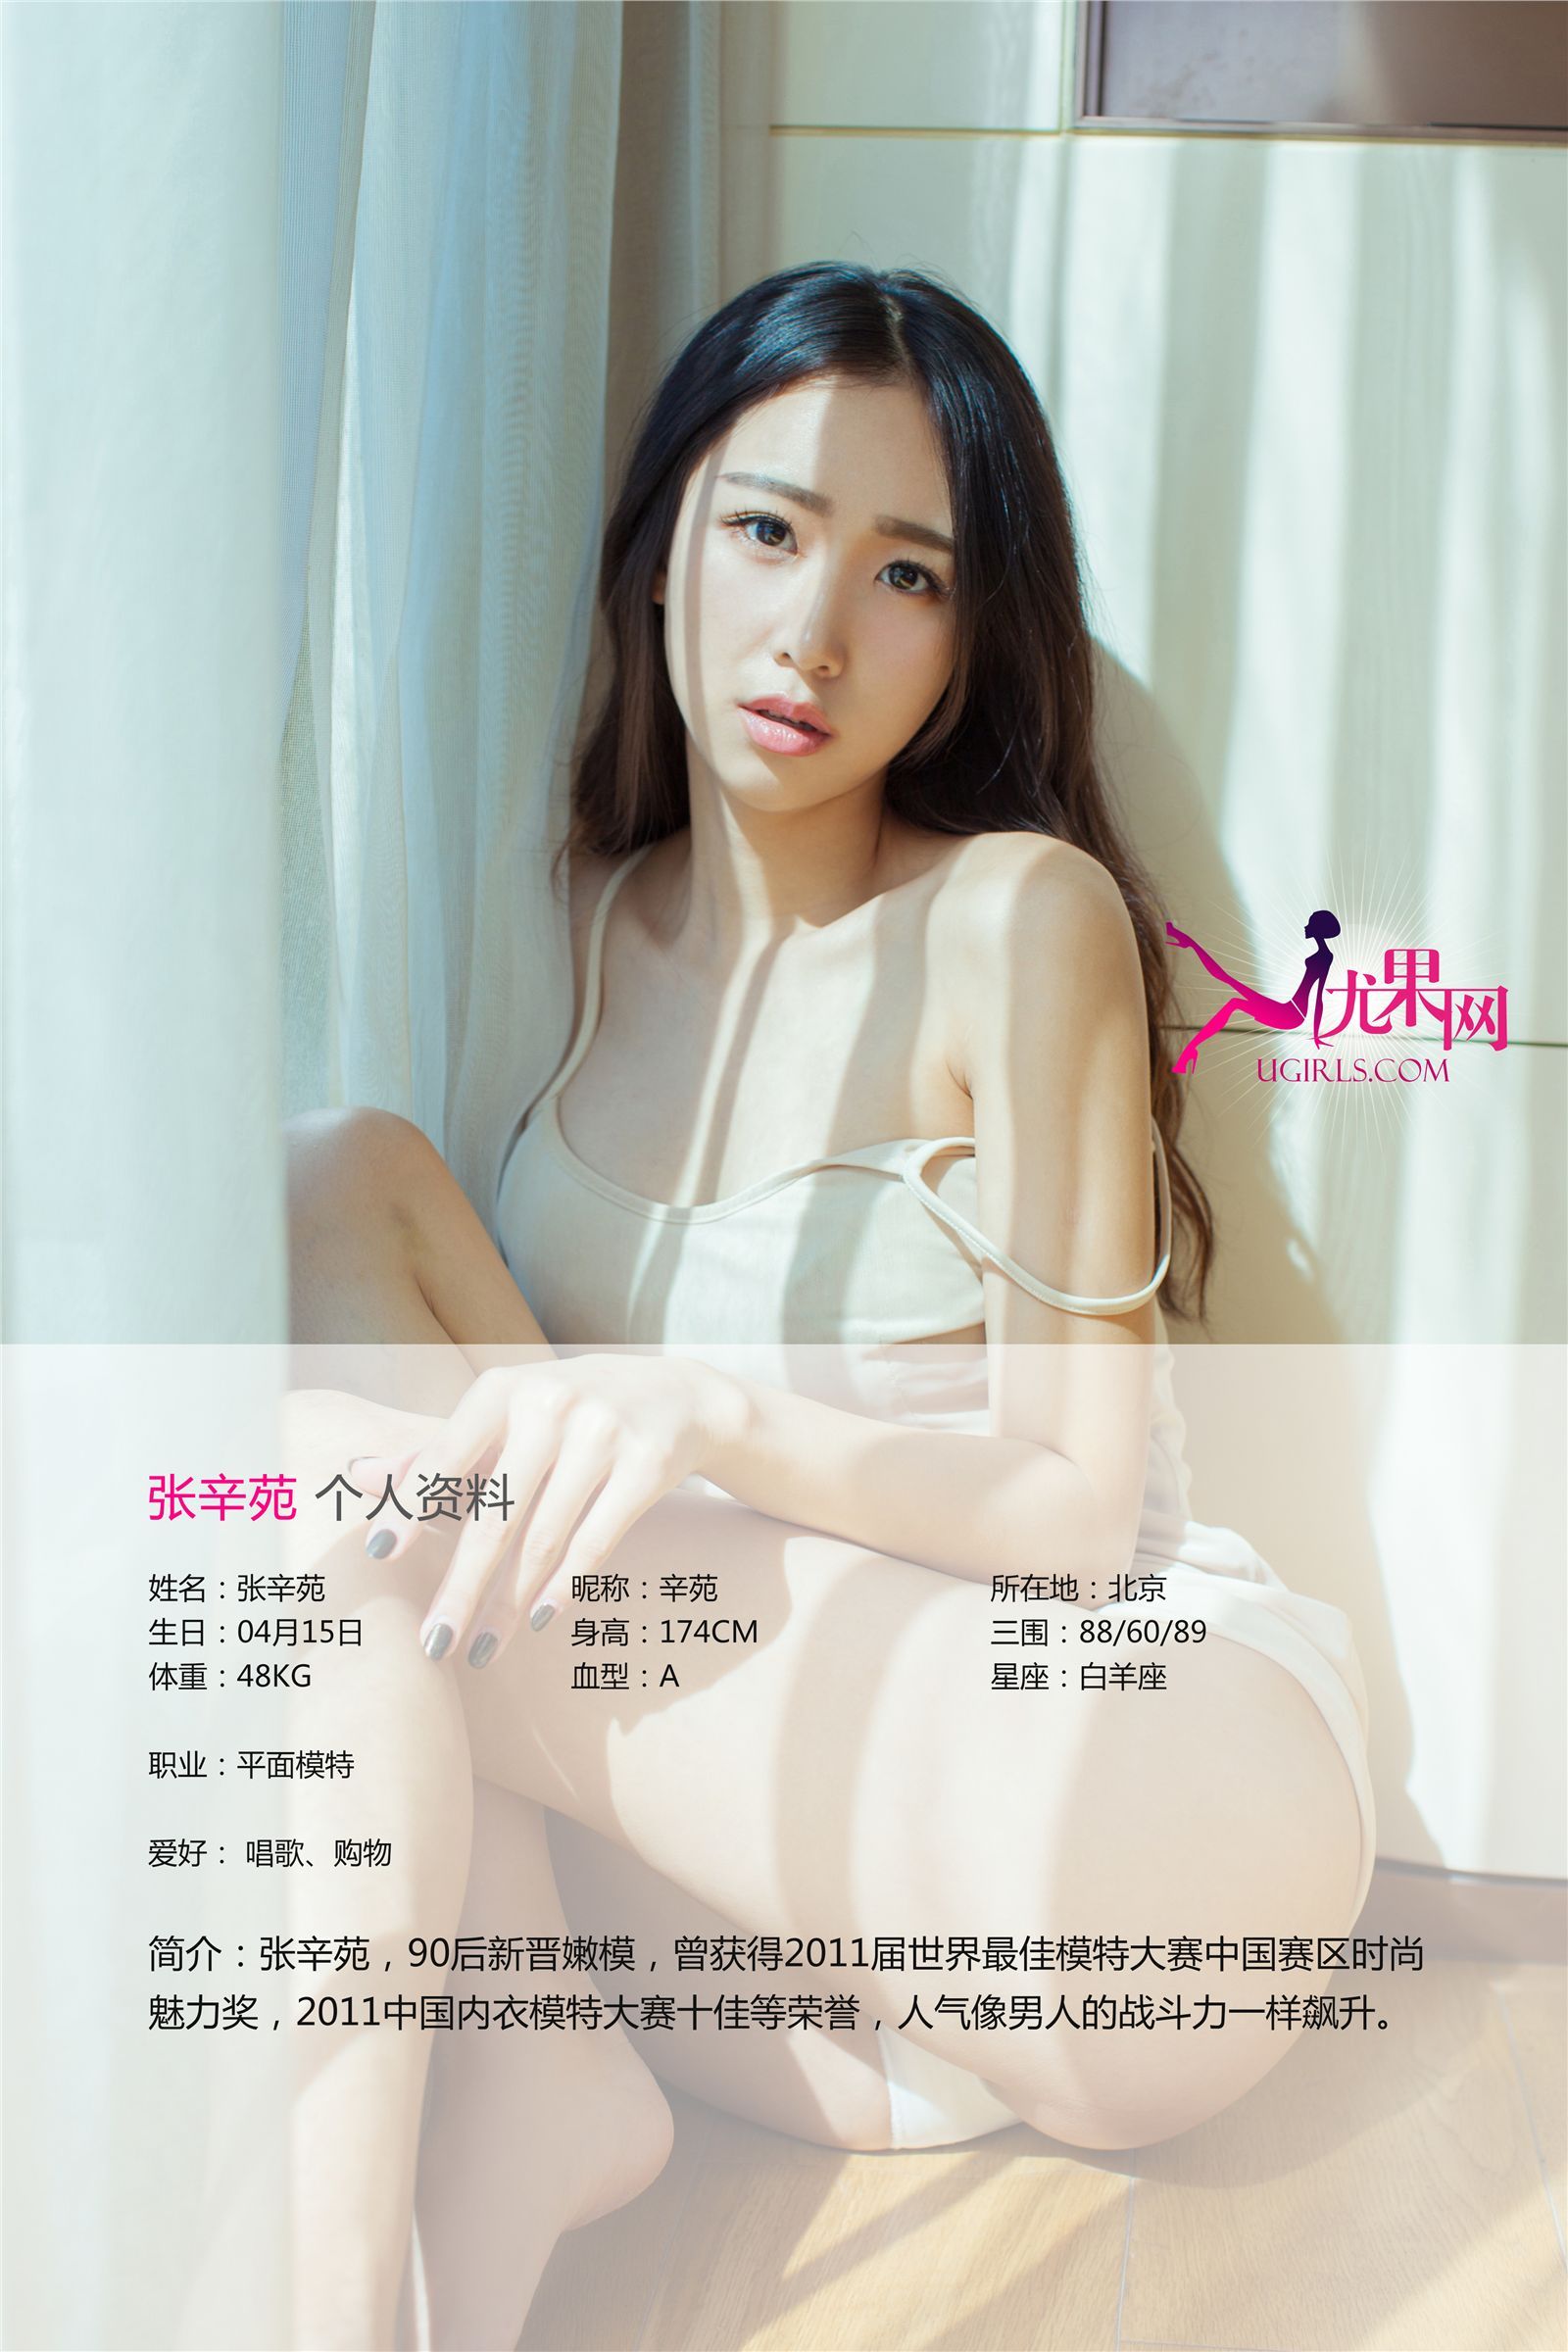 尤果网
UGIRLS.COM
张辛苑 个人资料
姓名：张辛苑 昵称：辛苑 所在地：北京
生日：04月15日 身高：174CM 三围：88/60/89
体重：48KG 血型：A 星座：白羊座
职业：平面模特
爱好： 唱歌、购物
简介：张辛苑，90后新晋嫩模，曾获得2011届世界最佳模特大赛中国赛区时尚
魅力奖，2011中国内衣模特大赛十佳等荣誉，人气像男人的战斗力一样飙升。